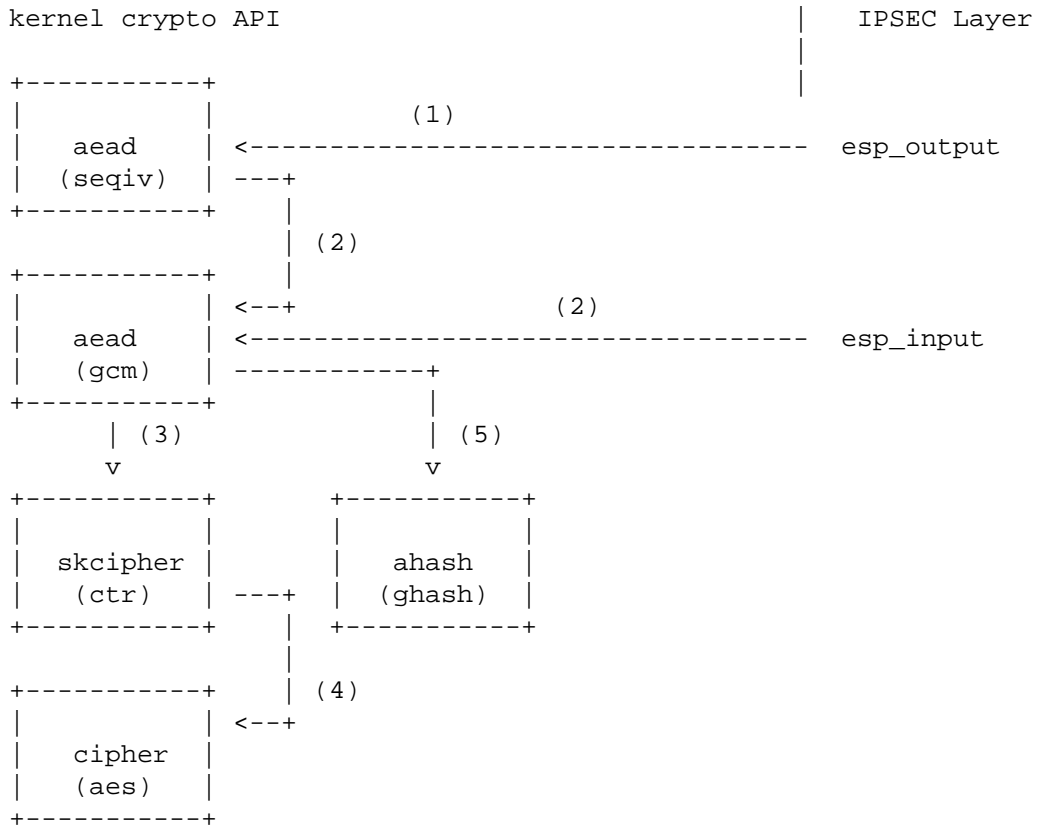 kernel crypto API | IPSEC Layer
(1)
aead <----------------------------------- esp_output
(seqiv)
(2)
(2)
aead <----------------------------------- esp_input
(gcm)
(3) (5)
skcipher ahash
(ctr) (ghash)
(4)
cipher
(aes)